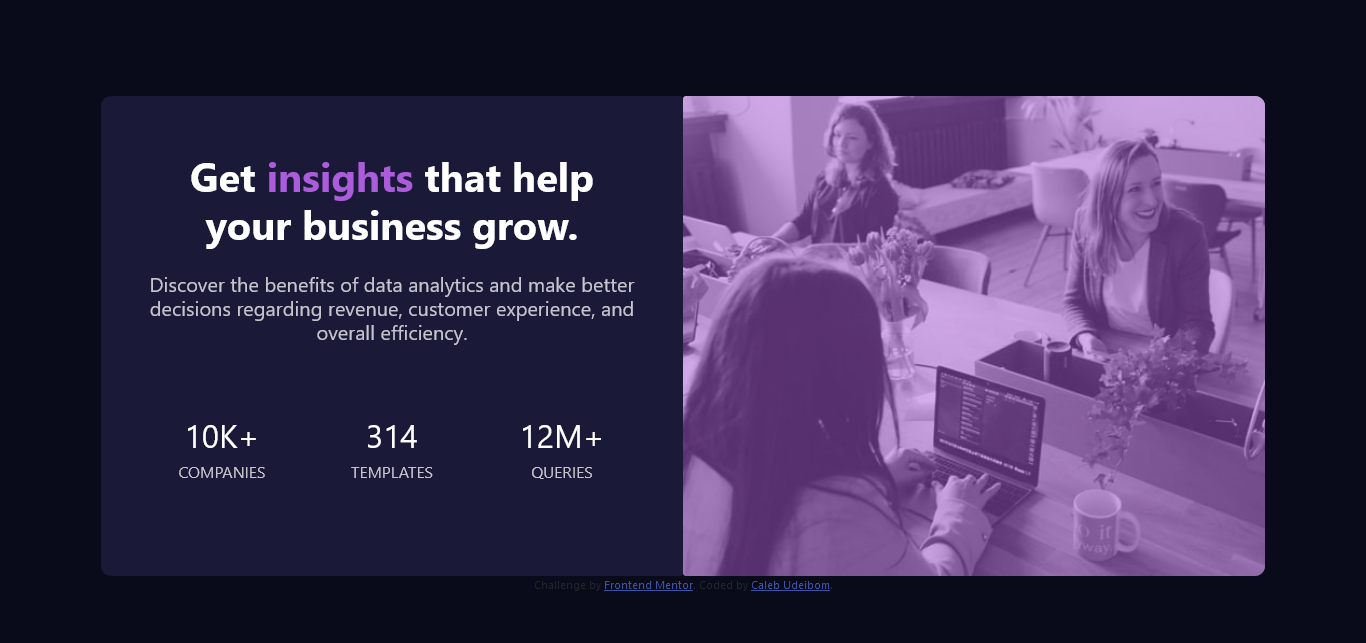 Get insights that help
your business grow.
Discover the benefits of data analytics and make better
decisions regarding revenue, customer experience, and
overall efficiency.
10K+ 314 12M+
COMPANIES TEMPLATES QUERIES
Challenge by Frontend Mentor. Coded by Caleb Udeibom.